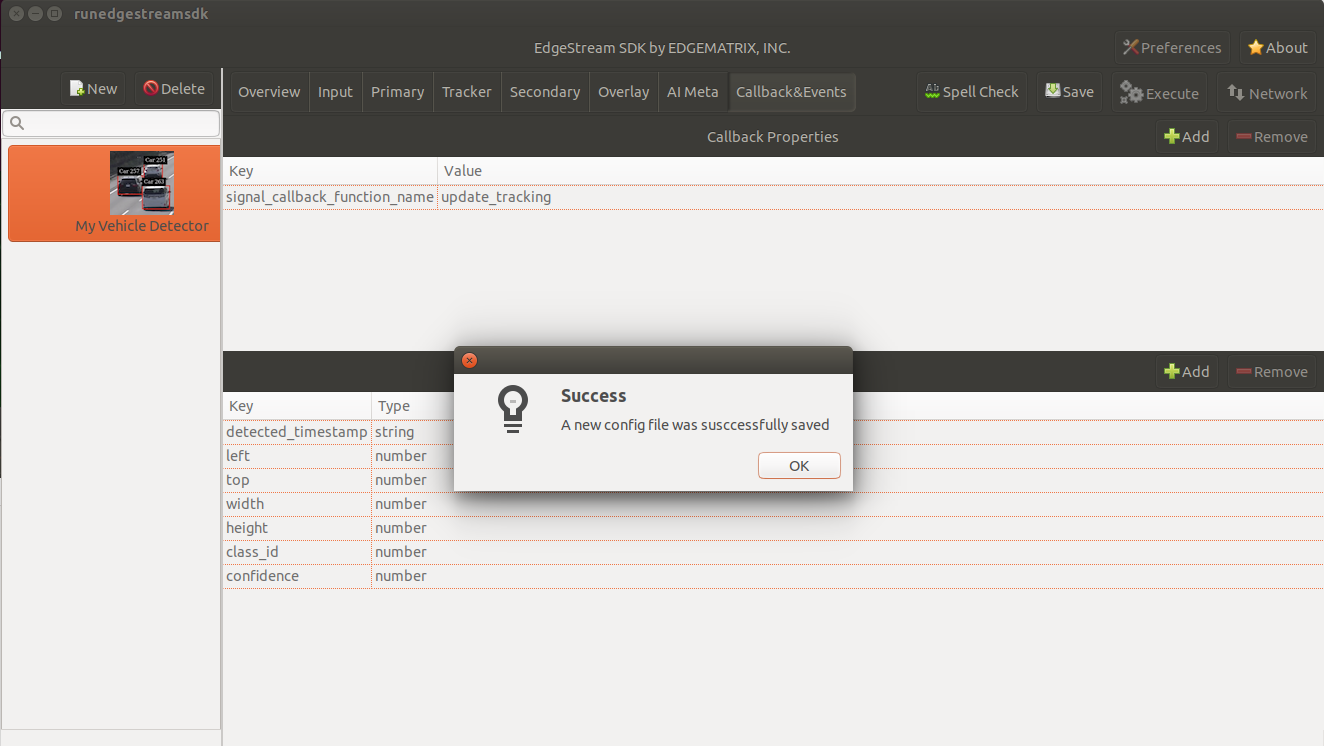 runedgestreamsdk
EdgeStream SDK by EDGEMATRIX, INC.
Preferences
About
New
Delete
Overview
Input
Primary
Tracker
Secondary
Overlay
AI Meta
Callback&Events
Spell Check
Save
Execute
Network
Callback Properties
Add
Remove
Car 251
Car 257
Car 263
My Vehicle Detector
Key Value
signal_callback_function_name update_tracking
Add
Remove
Key Type
detected_timestamp string
left number
top number
width number
height number
class_id number
confidence number
Success
A new config file was susccessfully saved
OK